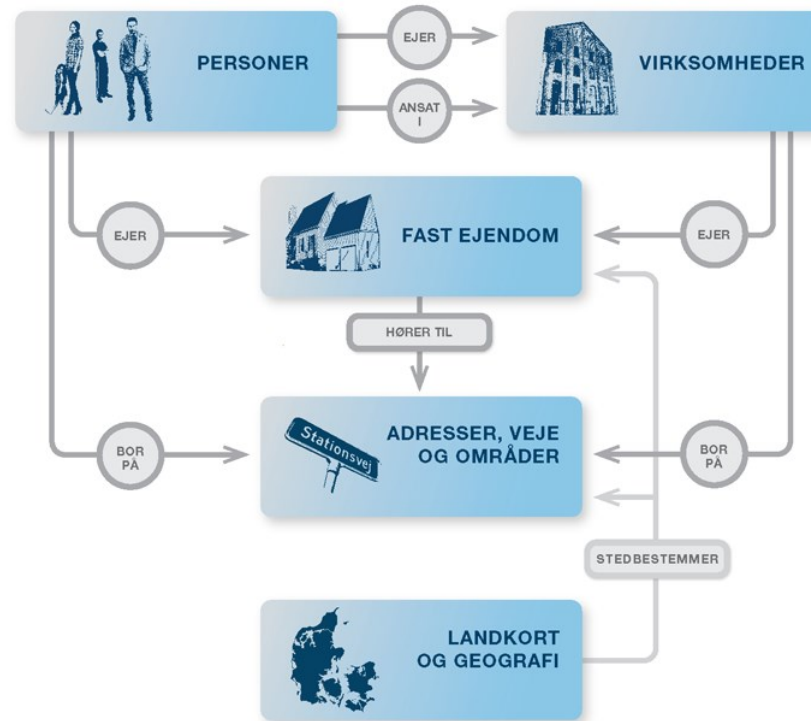 PERSONER
EJER
ANSAT
I
VIRKSOMHEDER
EJER
FAST EJENDOM
EJER
HØRER TIL
BOR
PÅ
Stationsvej
ADRESSER, VEJE
OG OMRÅDER
BOR
PÅ
STEDBESTEMMER
LANDKORT
OG GEOGRAFI